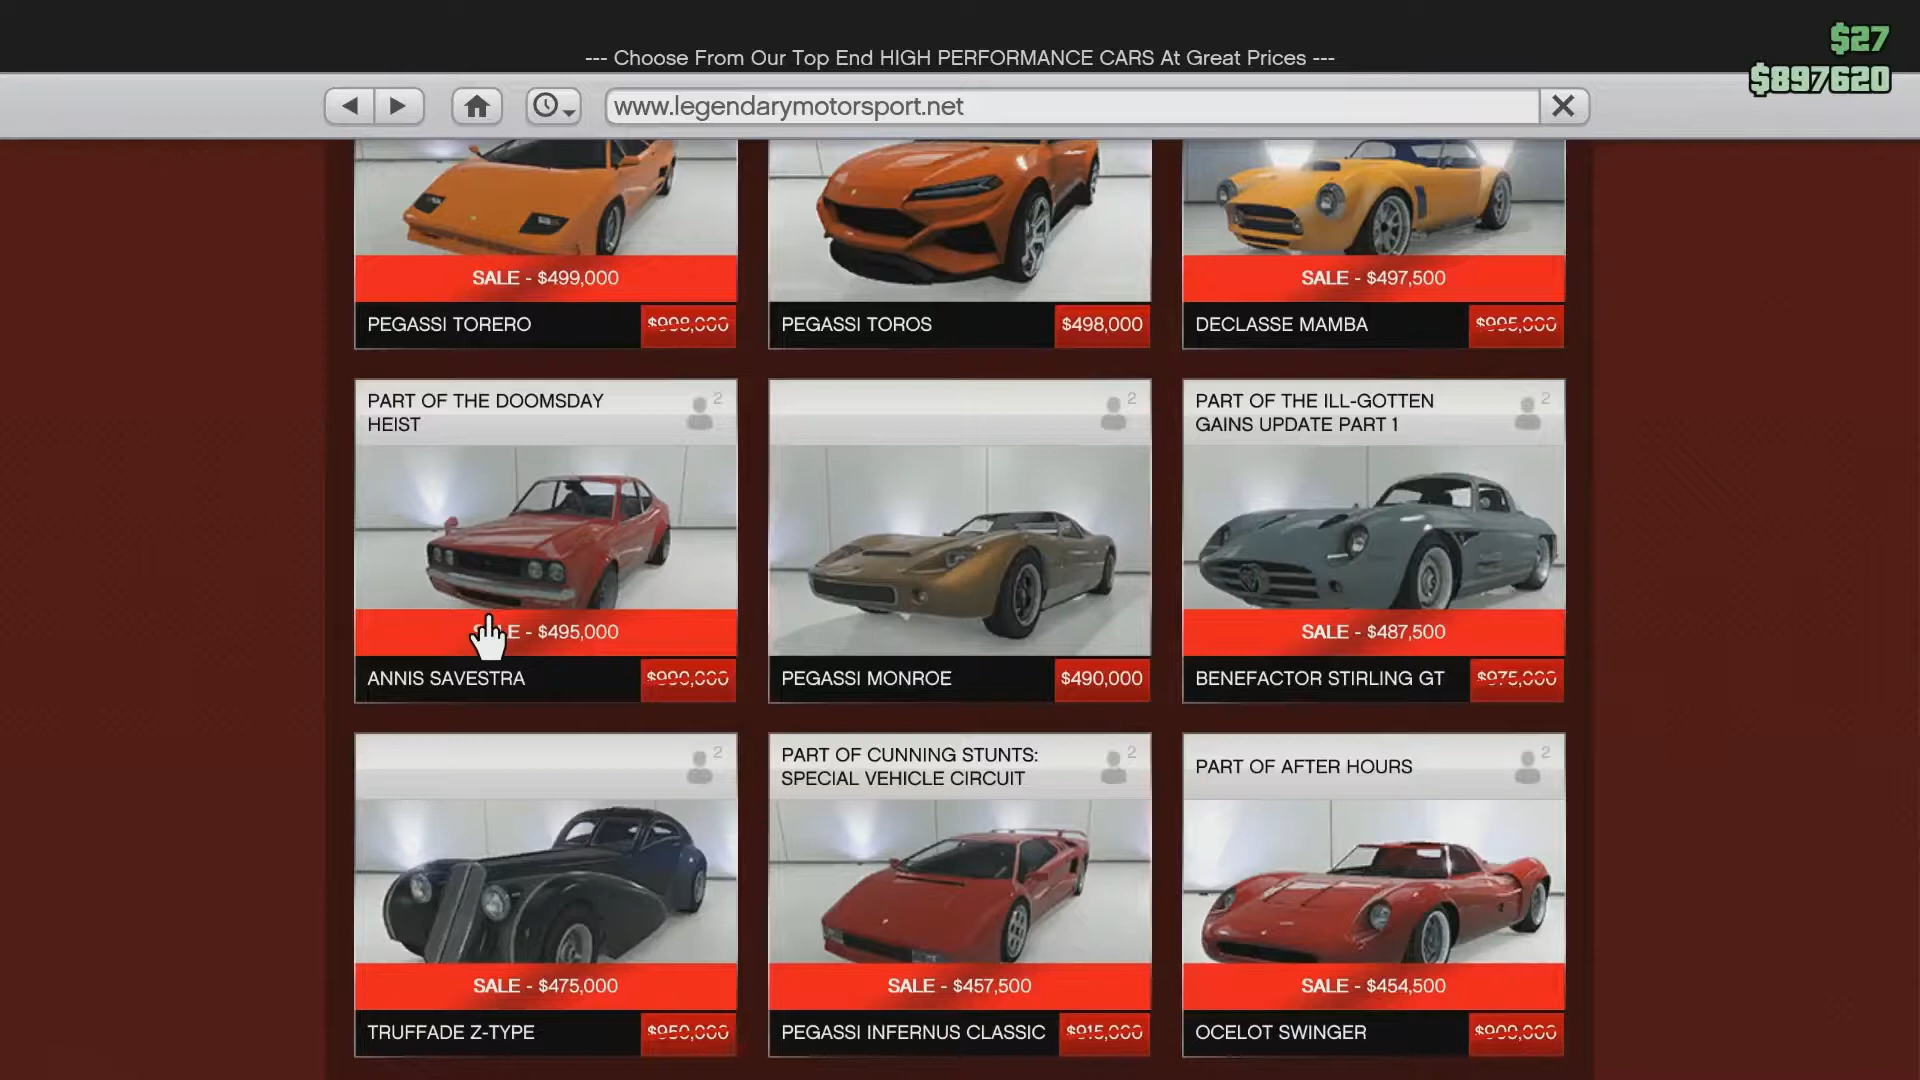 --- Choose From Our Top End HIGH PERFORMANCE CARS At Great Prices ---
$27
$897620
www.legendarymotorsport.net
SALE - $499,000
SALE - $497,500
PEGASSI TORERO
$998,000
PEGASSI TOROS
$498,000
DECLASSE MAMBA
$995,000
PART OF THE DOOMSDAY
HEIST
2
2
PART OF THE ILL-GOTTEN
GAINS UPDATE PART 1
2
- $495,000
SALE - $487,500
ANNIS SAVESTRA
$990,000
PEGASSI MONROE
$490,000
BENEFACTOR STIRLING GT
$975,000
2
PART OF CUNNING STUNTS:
SPECIAL VEHICLE CIRCUIT
2
PART OF AFTER HOURS
2
SALE - $475,000
SALE - $457,500
SALE - $454,500
TRUFFADE Z-TYPE
$950,000
PEGASSI INFERNUS CLASSIC
$915,000
OCELOT SWINGER
$909,000